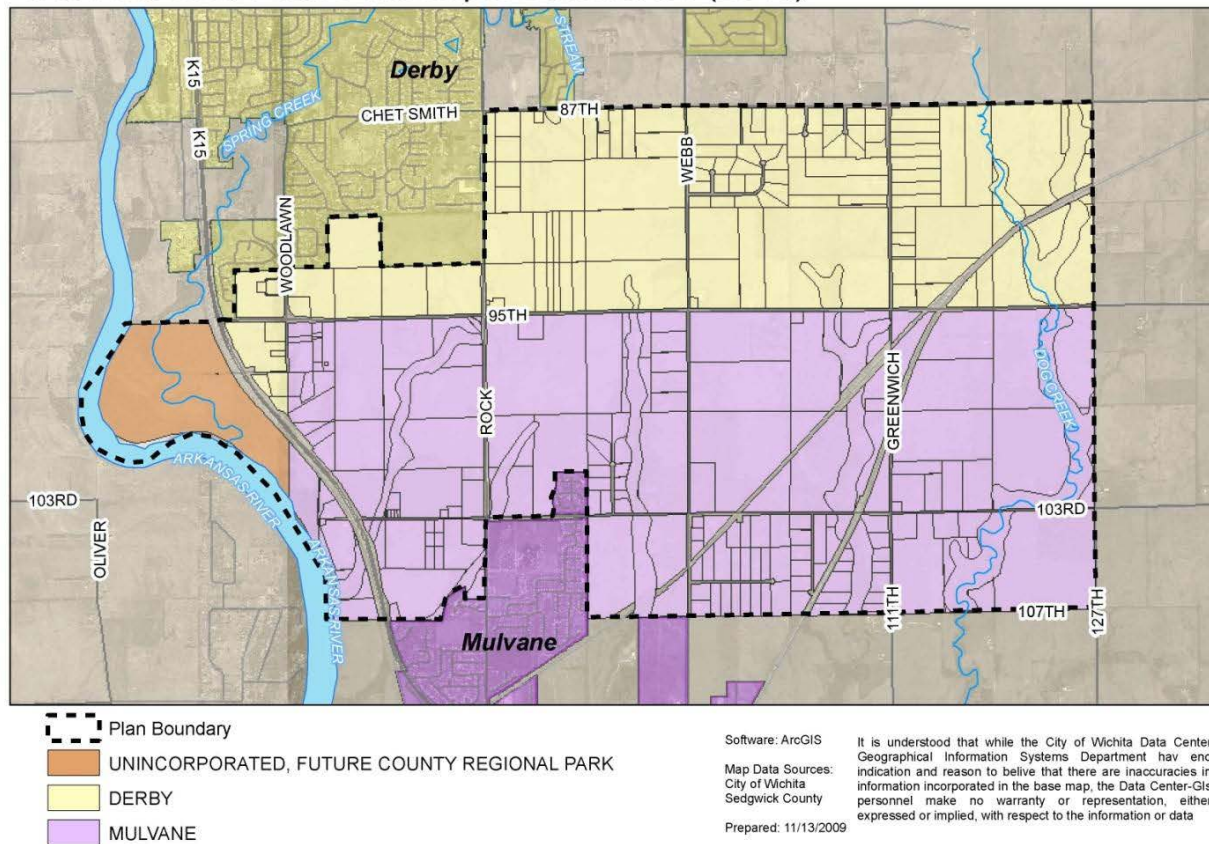 Derby
STREAM
K15
SPRING CREEK
CHET SMITH
87TH
K15
WEBB
WOODLAWN
95TH
DOG CREEK
ROCK
GREENWICH
ARKANSAS RIVER
103RD
103RD
OLIVER
ARKANSAS RIVER
111TH
107TH
127TH
Mulvane
Plan Boundary
UNINCORPORATED, FUTURE COUNTY REGIONAL PARK
DERBY
MULVANE
Software: ArcGIS
Map Data Sources:
City of Wichita
Sedgwick County
Prepared: 11/13/2009
It is understood that while the City of Wichita Data Center
Geographical Information Systems Department hav
indication and reason to belive that there are inaccuracies in
information incorporated in the base map, the Data Center-GIs
personnel make no warranty or representation, either
expressed or implied, with respect to the information or data